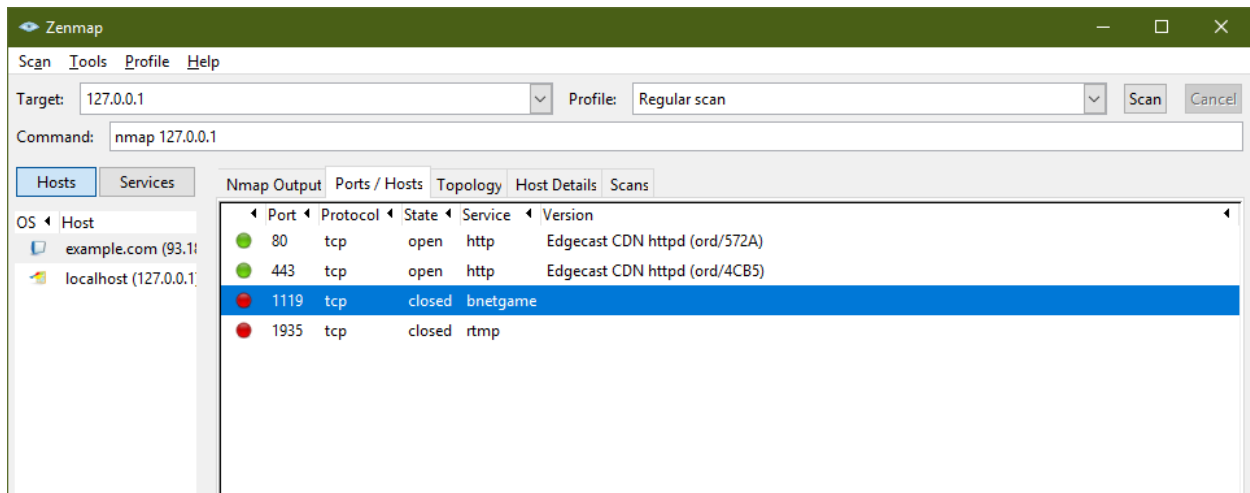 Zenmap
Scan Tools Profile Help
Target: 127.0.0.1 Profile: Regular scan Scan Cancel
Command: nmap 127.0.0.1
Hosts Services Nmap Output Ports / Hosts Topology Host Details Scans
OS Host Port Protocol State Service Version
80 tcp open http Edgecast CDN httpd (ord/572A)
example.com (93.18
443 tcp open http Edgecast CDN httpd (ord/4CB5)
localhost (127.0.0.1)
1119 tcp closed bnetgame
1935 tcp closed rtmp